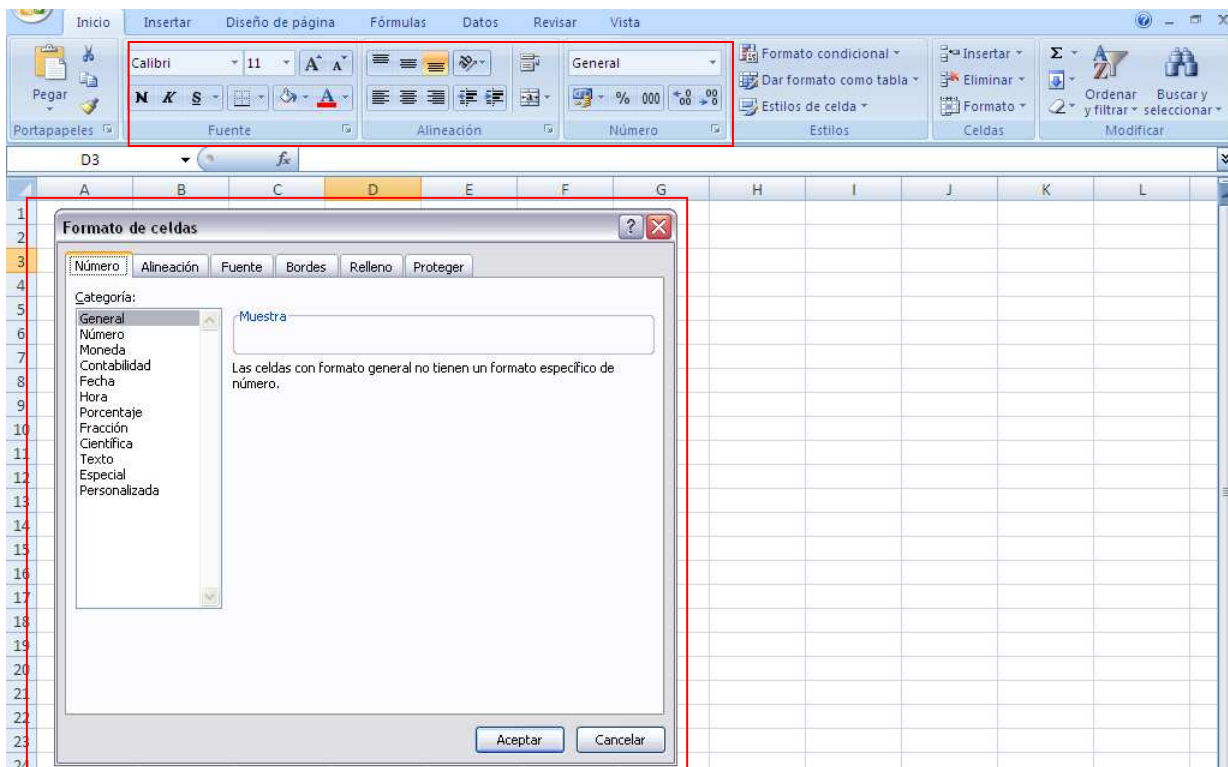 Inicio Insertar Diseño de página Fórmulas Datos Revisar Vista
Calibri 11 A A General Formato condicional Insertar Σ
Dar formato como tabla Eliminar
Pegar N K S A % 000 Estilos de celda Formato Ordenar y filtrar Buscar y seleccionar
Portapapeles Fuente Alineación Número Estilos Celdas Modificar
D3 fx
A B C D E F G H I J K L
1
Formato de celdas
2
3 Número Alineación Fuente Bordes Relleno Proteger
4 Categoría:
5 General Muestra
6 Número
7 Moneda
Contabilidad Las celdas con formato general no tienen un formato específico de
8 Fecha número.
9 Hora
Porcentaje
10 Fracción
11 Científica
Texto
12 Especial
13 Personalizada
14
15
16
17
18
19
20
21
22
23 Aceptar Cancelar
24